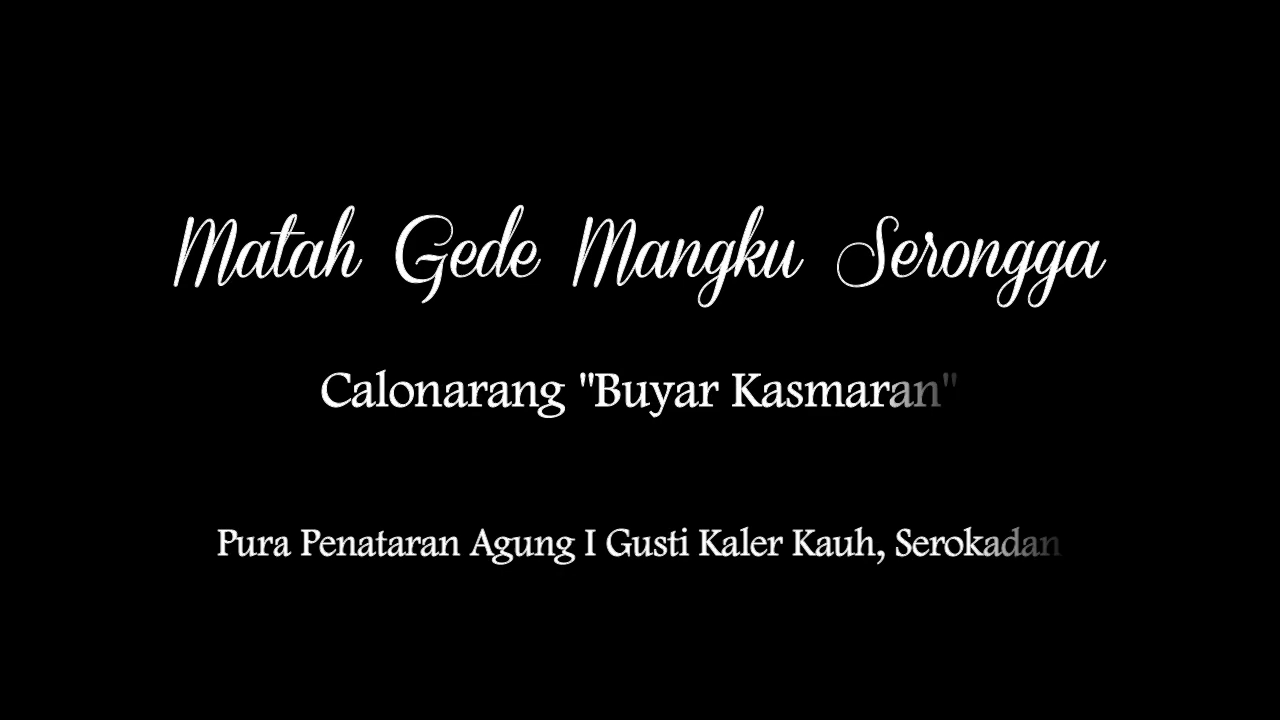 Matah Gede Mangku Serongga
Calonarang "Buyar Kasmaran"
Pura Penataran Agung I Gusti Kaler Kauh, Serokadan